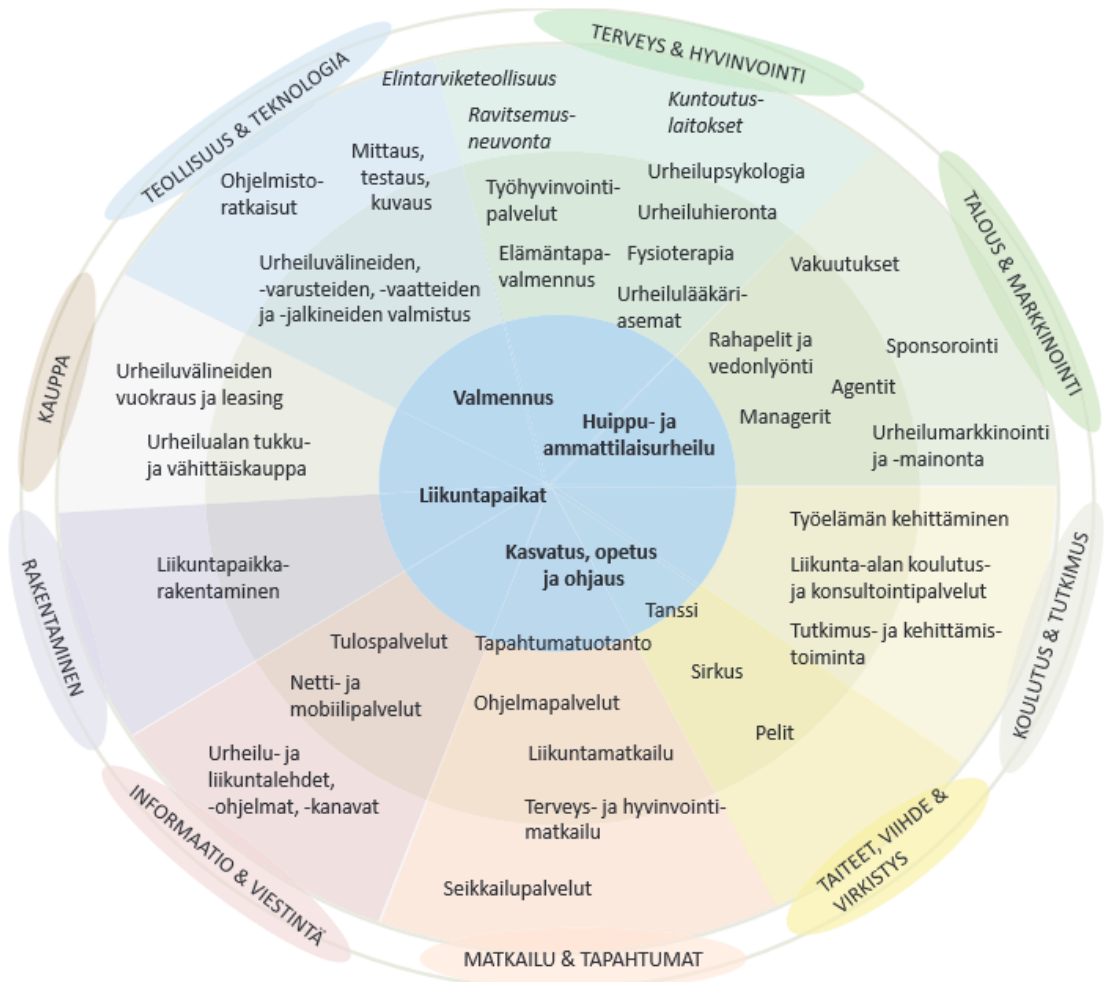 TERVEYS & HYVINVOINTI
TEOLLISUUS & TEKNOLOGIA
Elintarviketeollisuus
Ravitsemus-
neuvonta
Kuntoutus-
laitokset
Mittaus,
testaus,
kuvaus
Ohjelmisto-
ratkaisut
Työhyvinvointi-
palvelut
Urheilupsykologia
Urheiluhieronta
Elämäntapa-
valmennus
Fysioterapia
Urheilulääkäri-
asemat
Urheiluvälineiden,
-varusteiden, -vaatteiden
ja -jalkineiden valmistus
TALOUS & MARKKINOINTI
Vakuutukset
Rahapelit ja
vedonlyönti
Sponsorointi
Agentit
Managerit
Urheilumarkkinointi
ja -mainonta
KAUPPA
Urheiluvälineiden
vuokraus ja leasing
Urheilualan tukku-
ja vähittäiskauppa
Valmennus
Huippu- ja
ammattilaisurheilu
Liikuntapaikat
Kasvatus, opetus
ja ohjaus
RAKENTAMINEN
Liikuntapaikka-
rakentaminen
KOULUTUS & TUTKIMUS
Työelämän kehittäminen
Liikunta-alan koulutus-
ja konsultointipalvelut
Tutkimus- ja kehittämis-
toiminta
Tanssi
Sirkus
Pelit
TAITEET, VIIHDE &
VIRKISTYS
Tulospalvelut
Netti- ja
mobiilipalvelut
Urheilu- ja
liikuntalehdet,
-ohjelmat, -kanavat
INFORMAATIO & VIESTINTÄ
Tapahtumatuotanto
Ohjelmapalvelut
Liikuntamatkailu
Terveys- ja hyvinvointi-
matkailu
Seikkailupalvelut
MATKAILU & TAPAHTUMAT